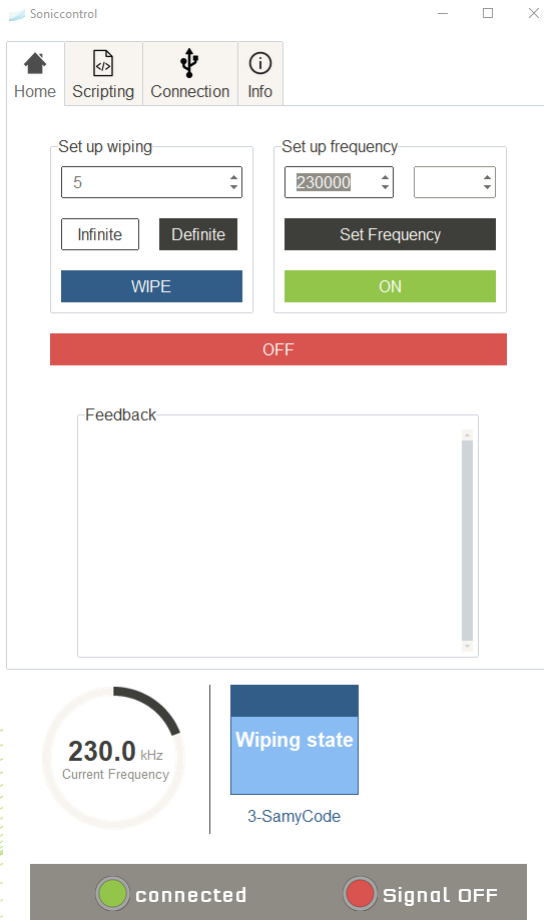 Soniccontrol
Home Scripting Connection Info
Set up wiping
5
Infinite Definite
WIPE
Set up frequency
230000
Set Frequency
ON
OFF
Feedback
230.0 kHz
Current Frequency
Wiping state
3-SamyCode
connected
Signal OFF